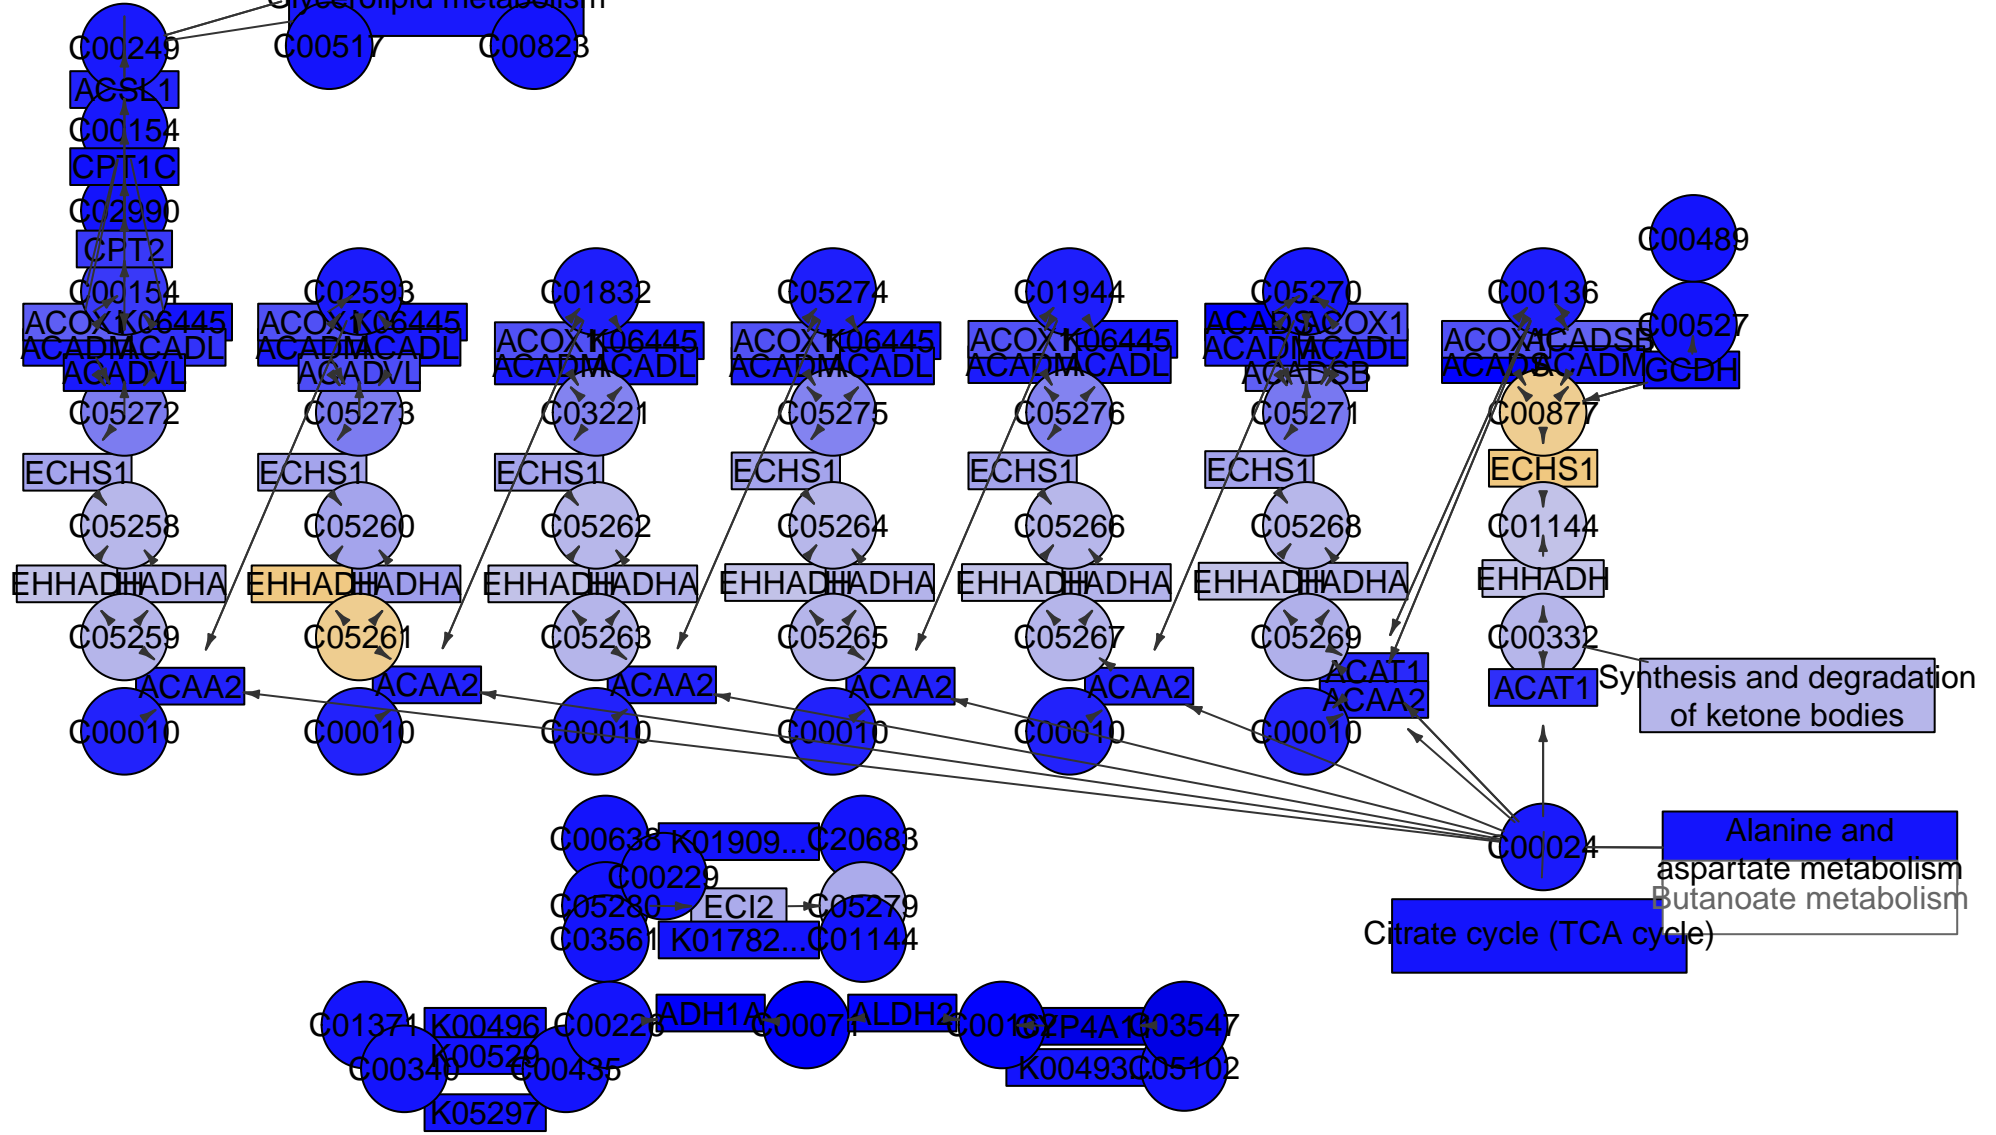 Glycerolipid metabolism
C00249
C00517
C00823
ACSL1
C00154
CPT1C
C02990
CPT2
C00489
C00154
C02593
C01832
C05274
C01944
C05270
C00136
C00527
ACOX1
K06445
ACOX1
K06445
ACOX1
K06445
ACOX1
K06445
ACOX1
K06445
ACADS
ACOX1
ACOX1
ACADSB
ACADM
ACADL
ACADM
ACADL
ACADM
ACADL
ACADM
ACADL
ACADM
ACADL
ACADM
ACADL
ACADS
ACADM
GCDH
ACADVL
ACADVL
ACADSB
C05272
C05273
C03221
C05275
C05276
C05271
C00877
ECHS1
ECHS1
ECHS1
ECHS1
ECHS1
ECHS1
ECHS1
C05258
C05260
C05262
C05264
C05266
C05268
C01144
EHHADH
HADHA
EHHADH
HADHA
EHHADH
HADHA
EHHADH
HADHA
EHHADH
HADHA
EHHADH
HADHA
EHHADH
C05259
C05261
C05263
C05265
C05267
C05269
C00332
ACAA2
ACAA2
ACAA2
ACAA2
ACAA2
ACAT1
ACAA2
ACAT1
Synthesis and degradation
of ketone bodies
C00010
C00010
C00010
C00010
C00010
C00010
C00638
K01909...
C20683
C00024
Alanine and
aspartate metabolism
Butanoate metabolism
C00229
C05280
ECI2
C05279
C03561
K01782...
C01144
Citrate cycle (TCA cycle)
C01371
K00496
C00226
ADH1A
C00071
ALDH2
C03547
K00529
C00340
C00435
K00493...
C05102
K05297